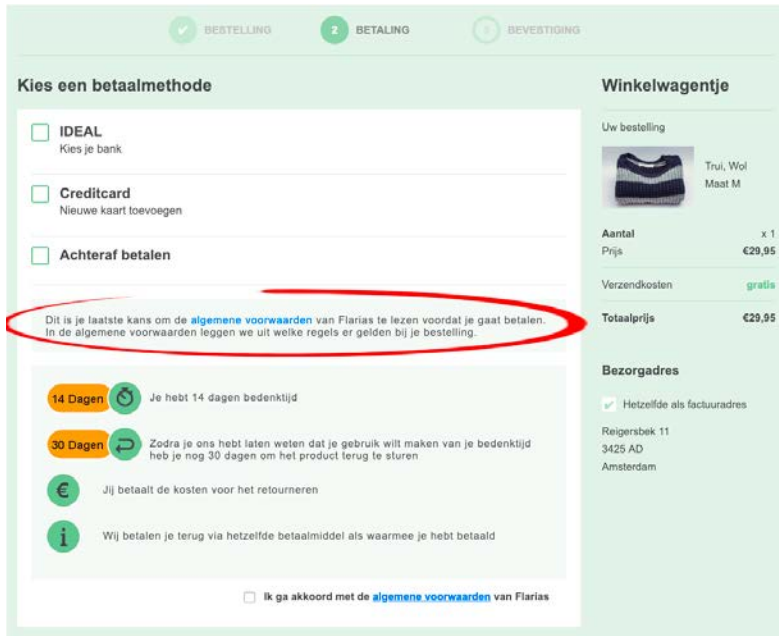 BESTELLING
2
BETALING
3
BEVESTIGING
Kies een betaalmethode
IDEAL
Kies je bank
Creditcard
Nieuwe kaart toevoegen
Achteraf betalen
Dit is je laatste kans om de algemene voorwaarden van Flarias te lezen voordat je gaat betalen.
In de algemene voorwaarden leggen we uit welke regels er gelden bij je bestelling.
14 Dagen
Je hebt 14 dagen bedenktijd
30 Dagen
Zodra je ons hebt laten weten dat je gebruik wilt maken van je bedenktijd
heb je nog 30 dagen om het product terug te sturen
€
Jij betaalt de kosten voor het retourneren
i
Wij betalen je terug via hetzelfde betaalmiddel als waarmee je hebt betaald
Ik ga akkoord met de algemene voorwaarden van Flarias
Winkelwagentje
Uw bestelling
Trui, Wol
Maat M
Aantal x 1
Prijs €29,95
Verzendkosten gratis
Totaalprijs €29,95
Bezorgadres
Hetzelfde als factuuradres
Reigersbek 11
3425 AD
Amsterdam